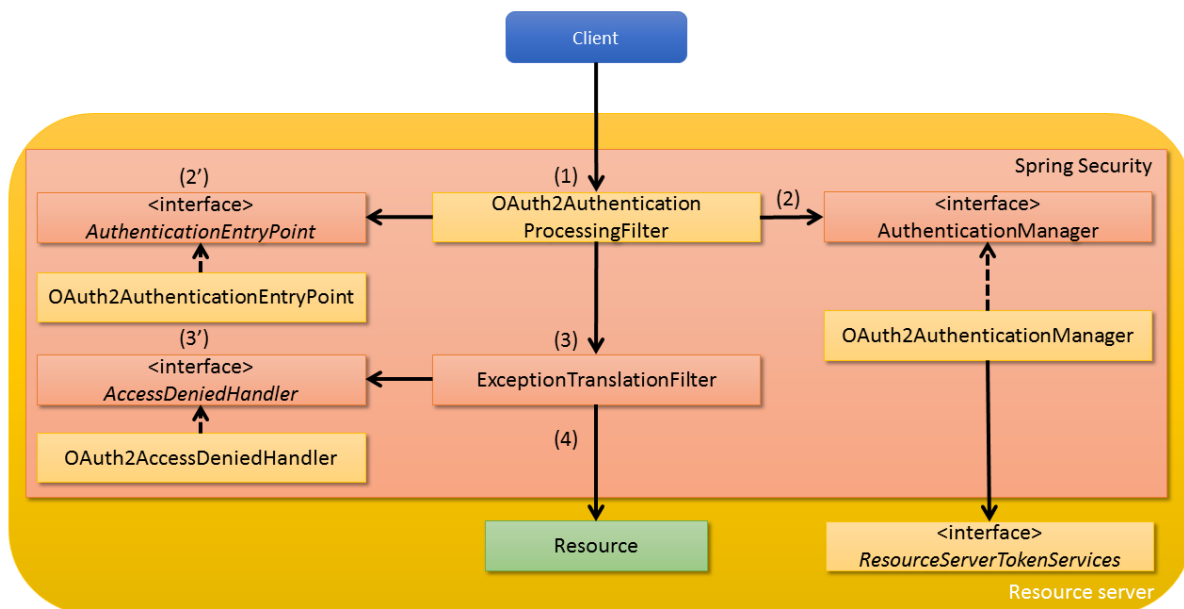 Client
Spring Security
(2’)
(1)
<interface>
AuthenticationEntryPoint
OAuth2Authentication
ProcessingFilter
(2)
<interface>
AuthenticationManager
OAuth2AuthenticationEntryPoint
OAuth2AuthenticationManager
(3’)
(3)
<interface>
AccessDeniedHandler
ExceptionTranslationFilter
(4)
OAuth2AccessDeniedHandler
Resource
<interface>
ResourceServerTokenServices
Resource server